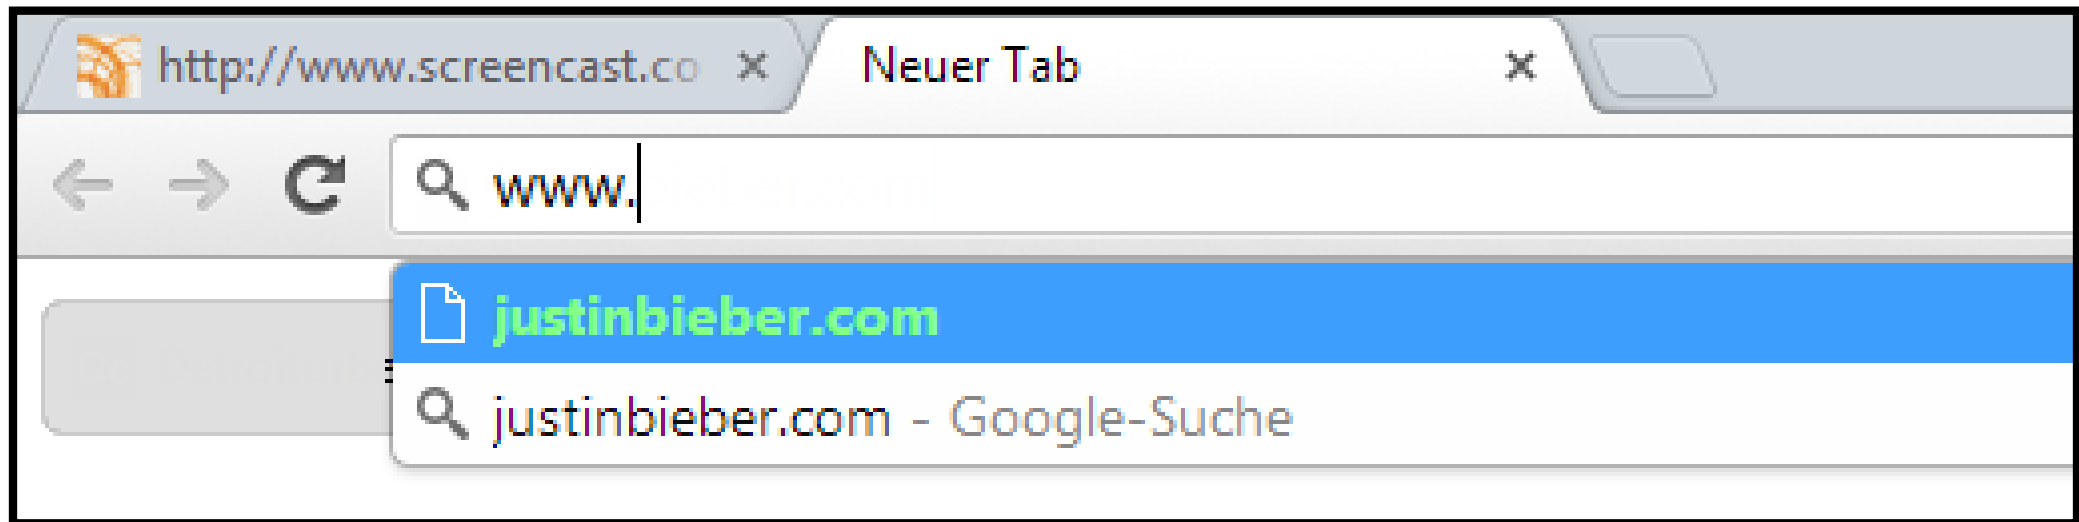 http://www.screencast.co Neuer Tab
www.
justinbieber.com
justinbieber.com - Google-Suche